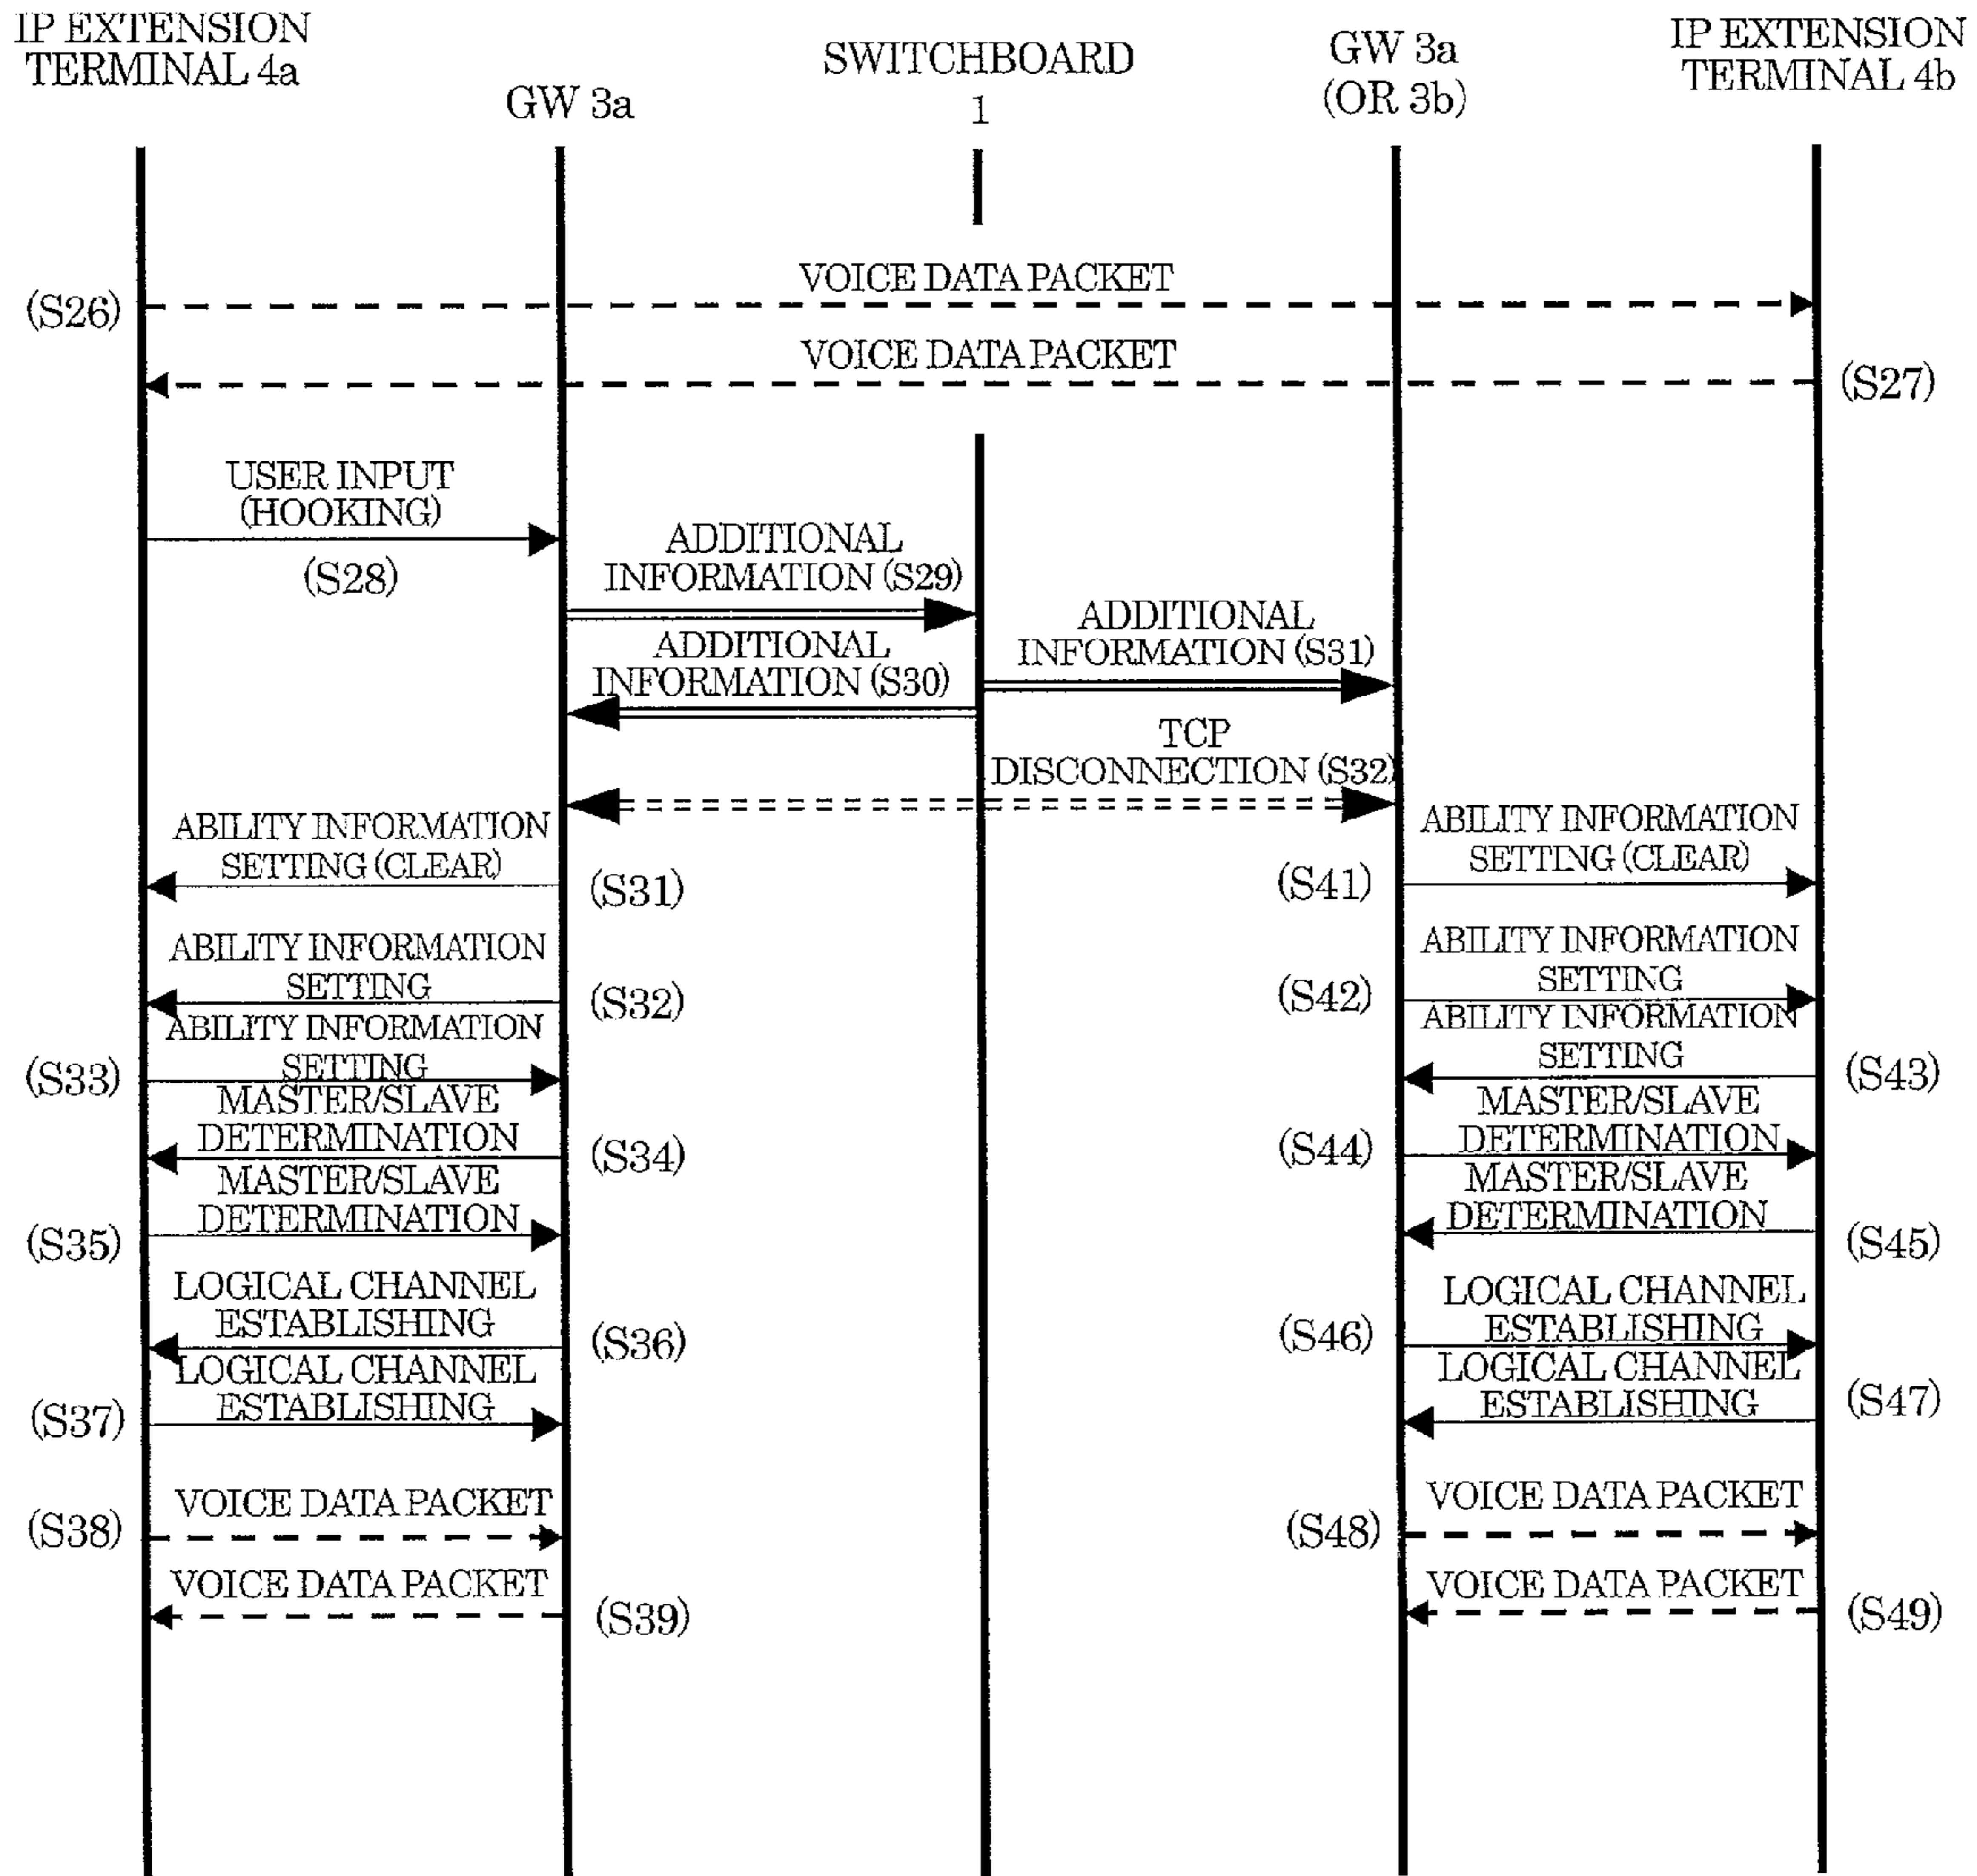 IP EXTENSION
TERMINAL 4a
GW 3a
SWITCHBOARD
1
GW 3a
(OR 3b)
IP EXTENSION
TERMINAL 4b
VOICE DATA PACKET
(S26)
VOICE DATA PACKET
(S27)
USER INPUT
(HOOKING)
(S28)
ADDITIONAL
INFORMATION (S29)
ADDITIONAL
INFORMATION (S31)
ADDITIONAL
INFORMATION (S30)
TCP
DISCONNECTION (S32)
ABILITY INFORMATION
SETTING (CLEAR)
(S31)
ABILITY INFORMATION
SETTING (CLEAR)
(S41)
ABILITY INFORMATION
SETTING
(S32)
ABILITY INFORMATION
SETTING
(S42)
ABILITY INFORMATION
SETTING
(S33)
ABILITY INFORMATION
SETTING
(S43)
MASTER/SLAVE
DETERMINATION
(S34)
MASTER/SLAVE
DETERMINATION
(S44)
MASTER/SLAVE
DETERMINATION
(S35)
MASTER/SLAVE
DETERMINATION
(S45)
LOGICAL CHANNEL
ESTABLISHING
(S36)
LOGICAL CHANNEL
ESTABLISHING
(S46)
LOGICAL CHANNEL
ESTABLISHING
(S37)
LOGICAL CHANNEL
ESTABLISHING
(S47)
VOICE DATA PACKET
(S38)
VOICE DATA PACKET
(S48)
VOICE DATA PACKET
(S39)
VOICE DATA PACKET
(S49)